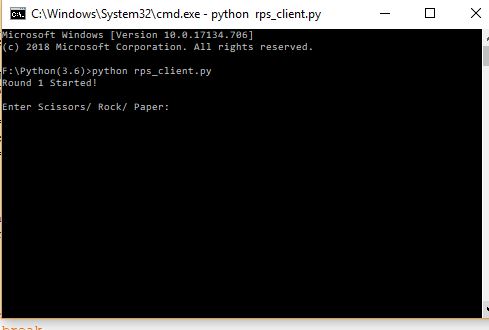 C:\Windows\System32\cmd.exe - python  rps_client.py
Microsoft Windows [Version 10.0.17134.706]
(c) 2018 Microsoft Corporation. All rights reserved.
F:\Python(3.6)>python rps_client.py
Round 1 Started!
Enter Scissors/ Rock/ Paper:
break